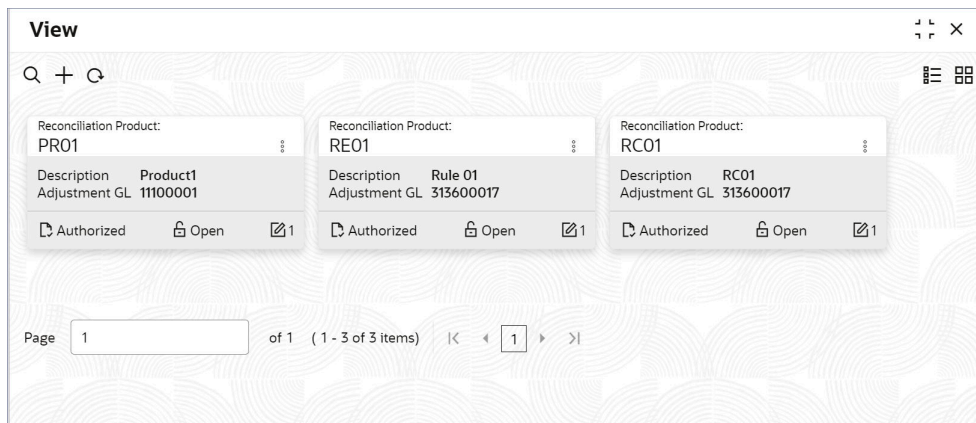 View
Reconciliation Product:
PR01
Description Product1
Adjustment GL 11100001
Authorized Open 1
Reconciliation Product:
RE01
Description Rule 01
Adjustment GL 313600017
Authorized Open 1
Reconciliation Product:
RC01
Description RC01
Adjustment GL 313600017
Authorized Open 1
Page 1 of 1 ( 1 - 3 of 3 items) 1